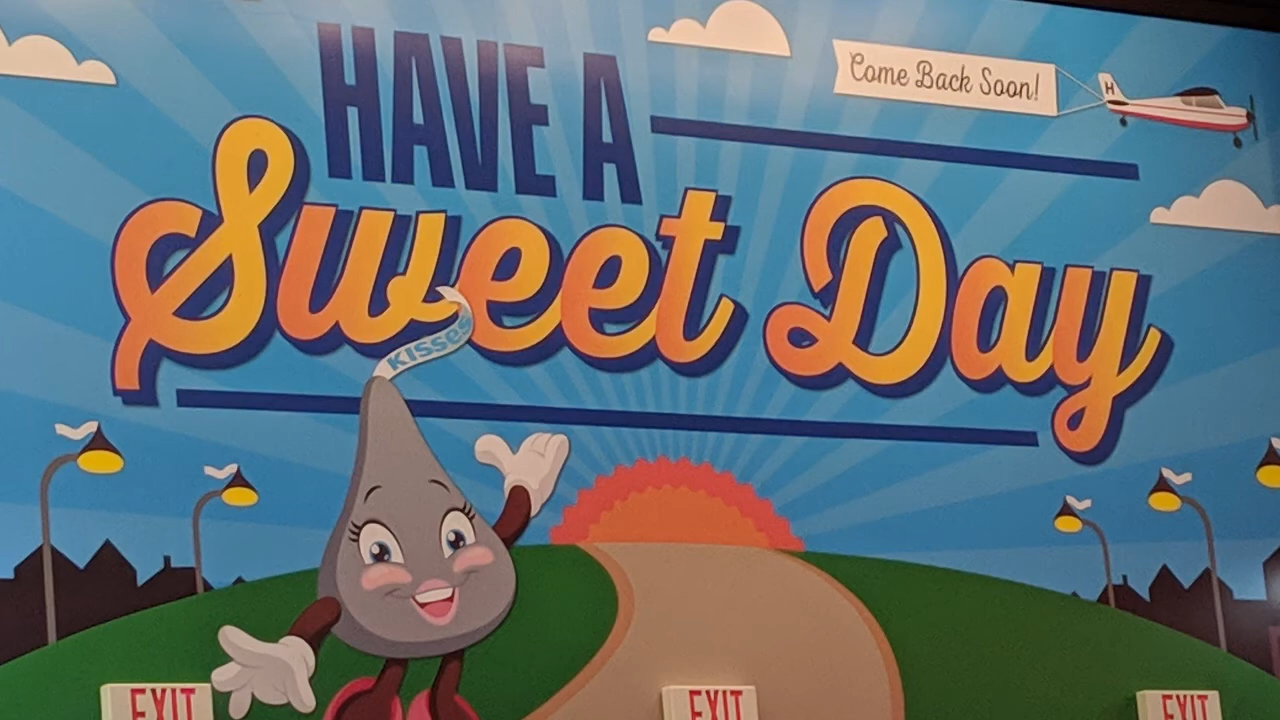 HAVE A
Come Back Soon!
H
Sweet Day
KISSES
EXIT
EXIT
EXIT